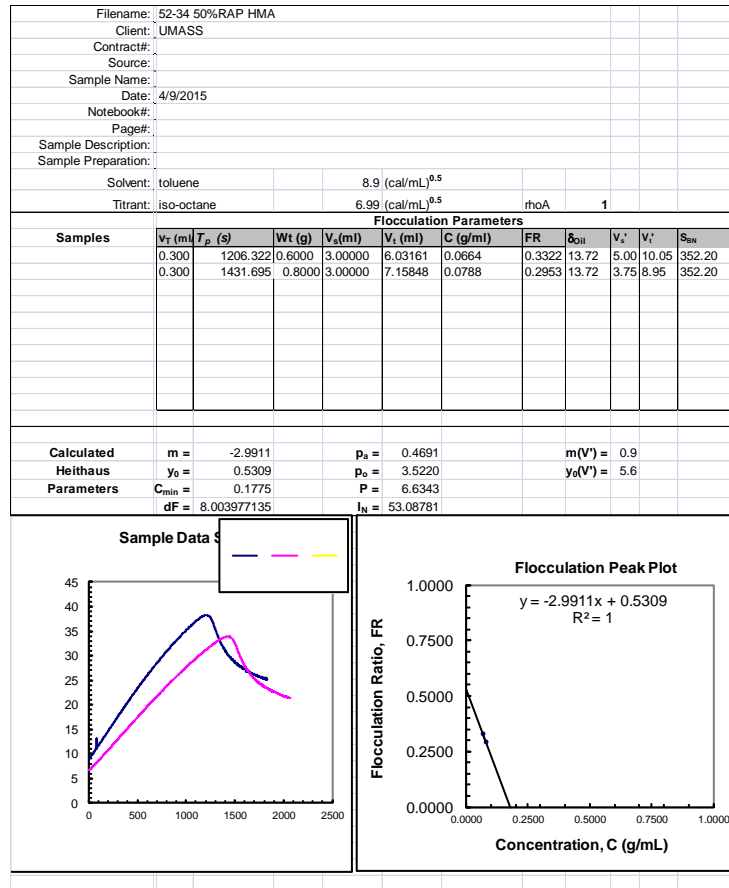 Filename: 52-34 50%RAP HMA
Client: UMASS
Contract#:
Source:
Sample Name:
Date: 4/9/2015
Notebook#:
Page#:
Sample Description:
Sample Preparation:
Solvent: toluene 8.9 (cal/mL)^0.5
Titrant: iso-octane 6.99 (cal/mL)^0.5 rhoA 1
Flocculation Parameters
Samples vT (ml Tp (s) Wt (g) Vs(ml) Vt (ml) C (g/ml) FR δOil Vs' Vt' SBN
0.300 1206.322 0.6000 3.00000 6.03161 0.0664 0.3322 13.72 5.00 10.05 352.20
0.300 1431.695 0.8000 3.00000 7.15848 0.0788 0.2953 13.72 3.75 8.95 352.20
Calculated m = -2.9911 pa = 0.4691 m(V') = 0.9
Heithaus y0 = 0.5309 po = 3.5220 y0(V') = 5.6
Parameters Cmin = 0.1775 P = 6.6343
dF = 8.003977135 IN = 53.08781
Sample Data
45
40
35
30
25
20
15
10
5
0
0 500 1000 1500 2000 2500
Flocculation Peak Plot
y = -2.9911x + 0.5309
R² = 1
Flocculation Ratio, FR
1.0000
0.7500
0.5000
0.2500
0.0000
0.0000 0.2500 0.5000 0.7500 1.0000
Concentration, C (g/mL)